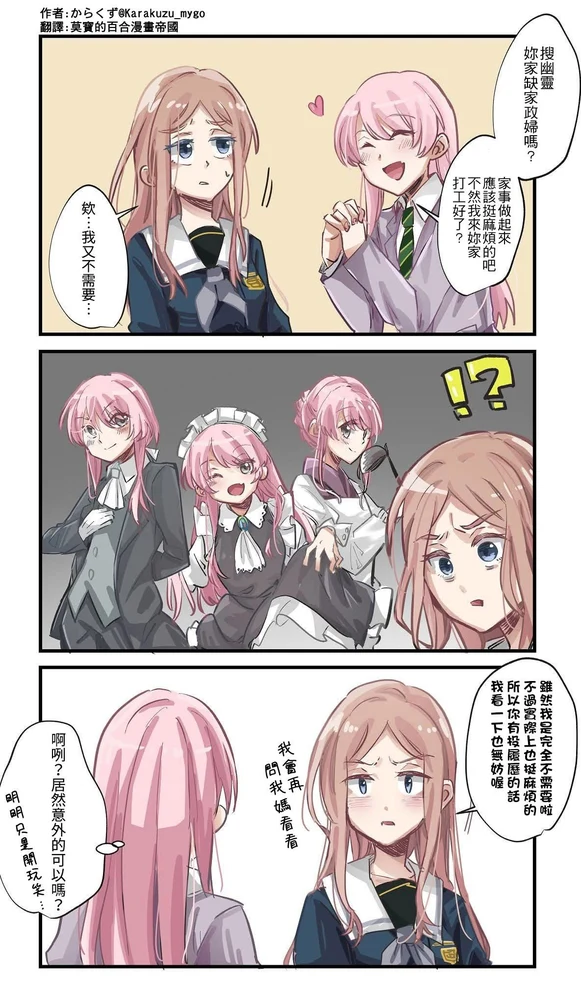 作者:からくず@Karakuzu_mygo
翻譯:莫寶的百合漫畫帝國
搜幽靈
妳家缺家政婦嗎？
家事做起來
應該挺麻煩的吧
不然我來妳家
打工好了？
欸…我又不需要…
!?
雖然我是完全不需要啦
不過實際上也挺麻煩的
所以你有投履歷的話
我看一下也無妨喔
我會再
問我媽看看
啊咧？居然意外的可以嗎？
明明只是開玩笑…